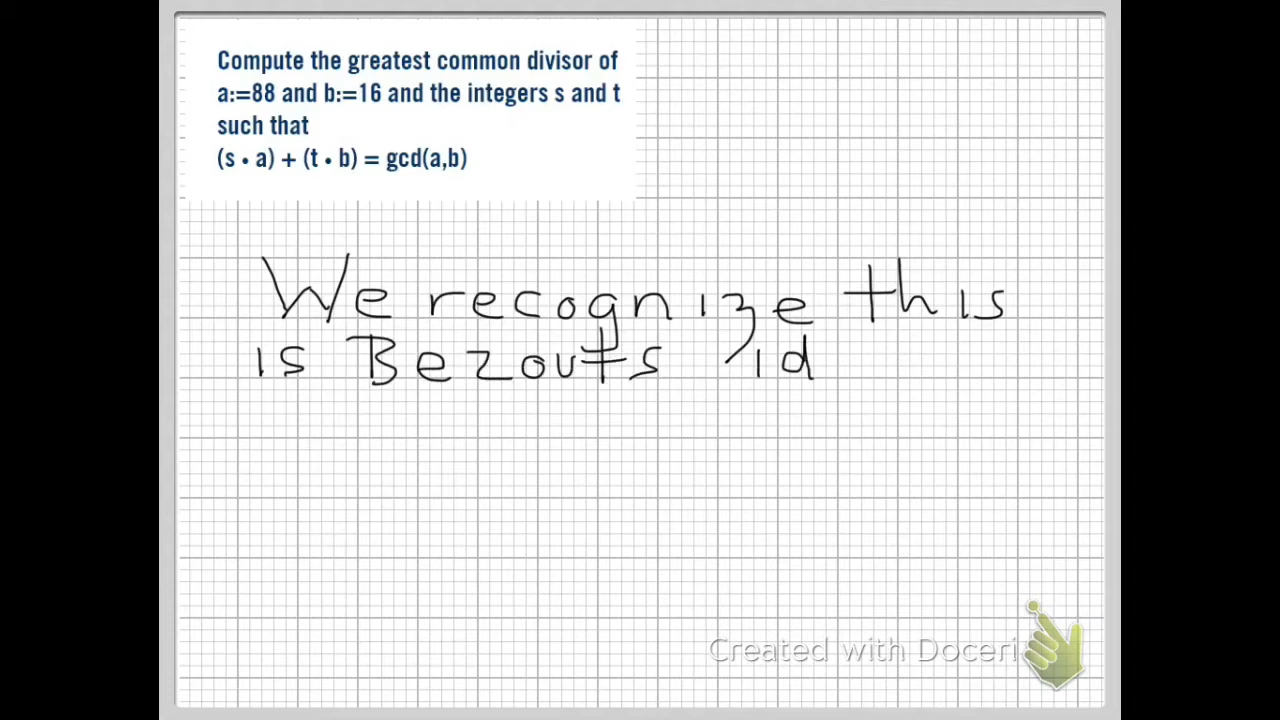 Compute the greatest common divisor of
a:=88 and b:=16 and the integers s and t
such that
(s • a) + (t • b) = gcd(a,b)
We recognize this
is Bezouts id
Created with Doceri